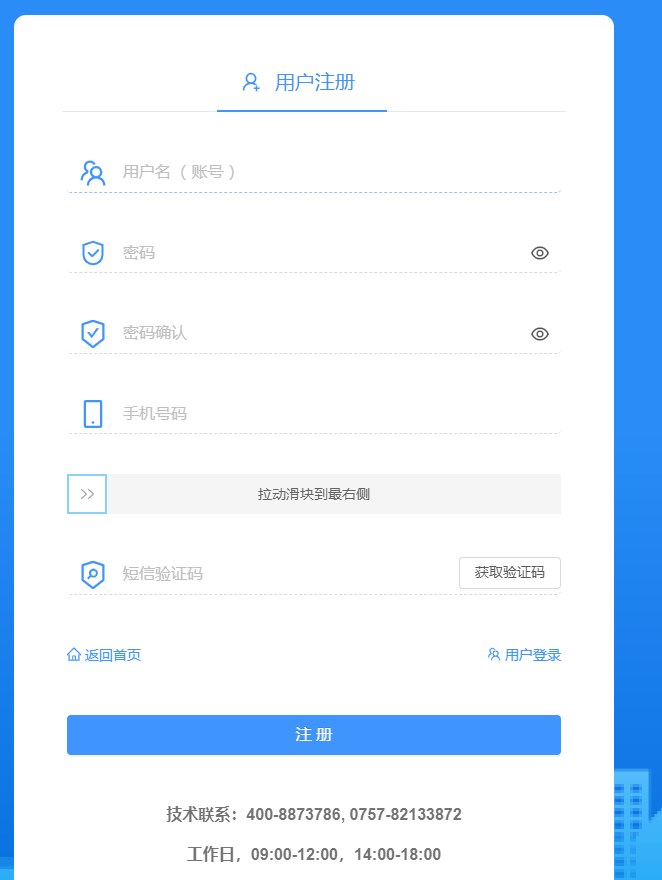 用户注册
用户名（账号）
密码
密码确认
手机号码
拉动滑块到最右侧
短信验证码 获取验证码
返回首页 用户登录
注 册
技术联系：400-8873786, 0757-82133872
工作日，09:00-12:00，14:00-18:00